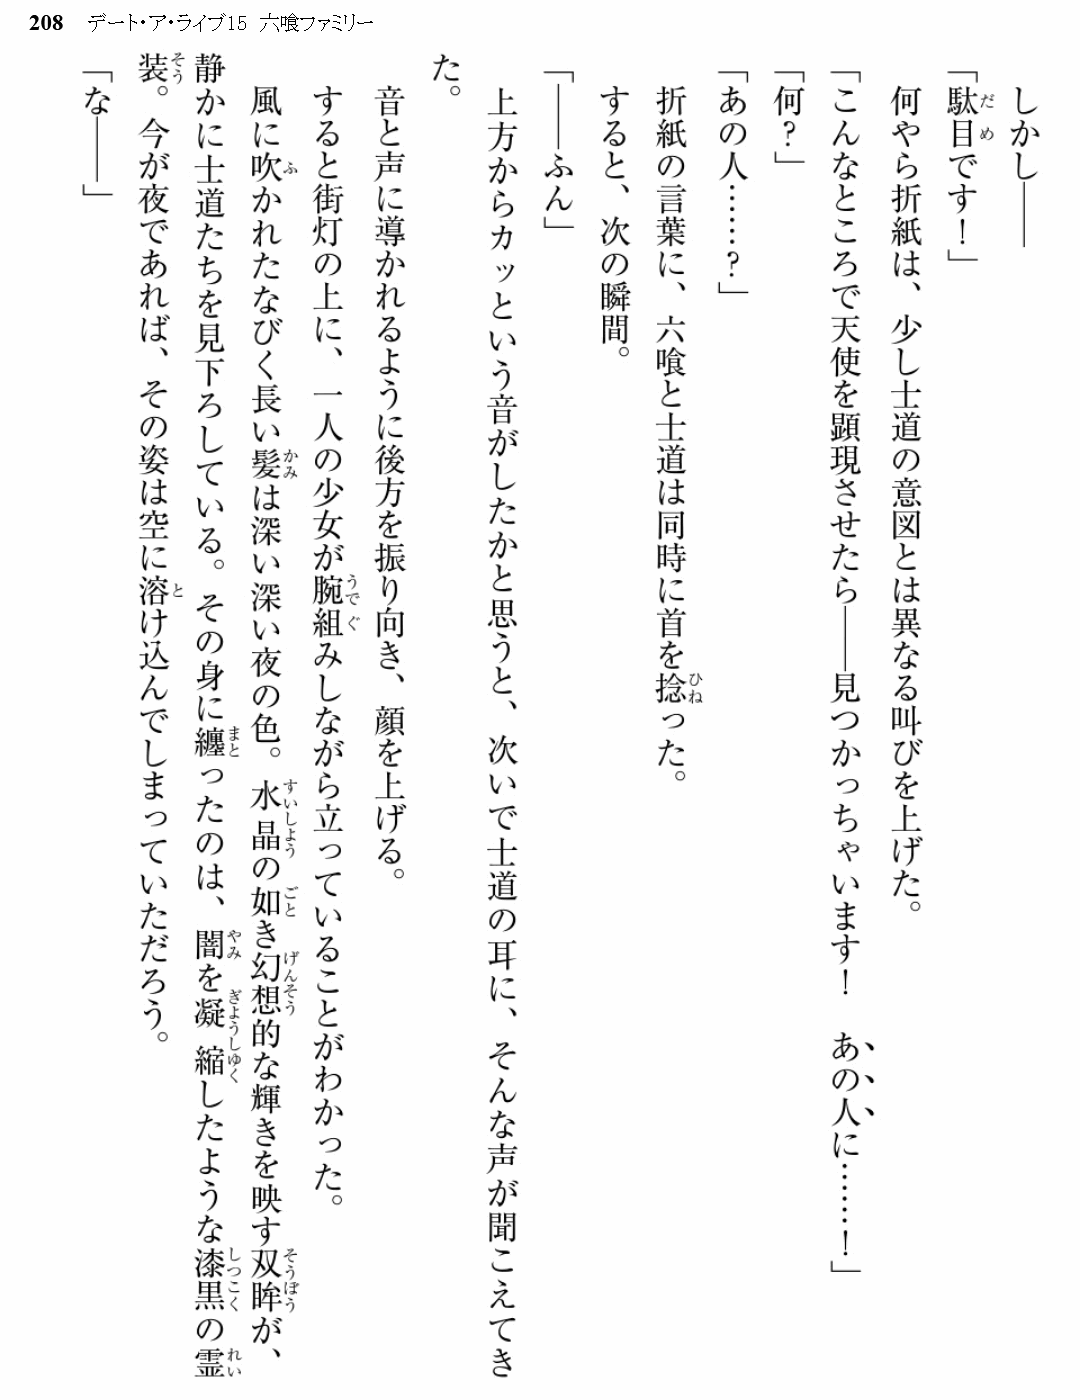 208 デート・ア・ライブ15 六喰ファミリー
しかし――
「駄目です！」
何やら折紙は、少し士道の意図とは異なる叫びを上げた。
「こんなところで天使を顕現させたら――見つかっちゃいます！　あの人に……！」
「何？」
「あの人……？」
折紙の言葉に、六喰と士道は同時に首を捻った。
すると、次の瞬間。
「――ふん」
上方からカッという音がしたかと思うと、次いで士道の耳に、そんな声が聞こえてき
た。
音と声に導かれるように後方を振り向き、顔を上げる。
すると街灯の上に、一人の少女が腕組みしながら立っていることがわかった。
風に吹かれたなびく長い髪は深い深い夜の色。水晶の如き幻想的な輝きを映す双眸が、
静かに士道たちを見下ろしている。その身に纏ったのは、闇を凝縮したような漆黒の霊
装。今が夜であれば、その姿は空に溶け込んでしまっていただろう。
「な――」